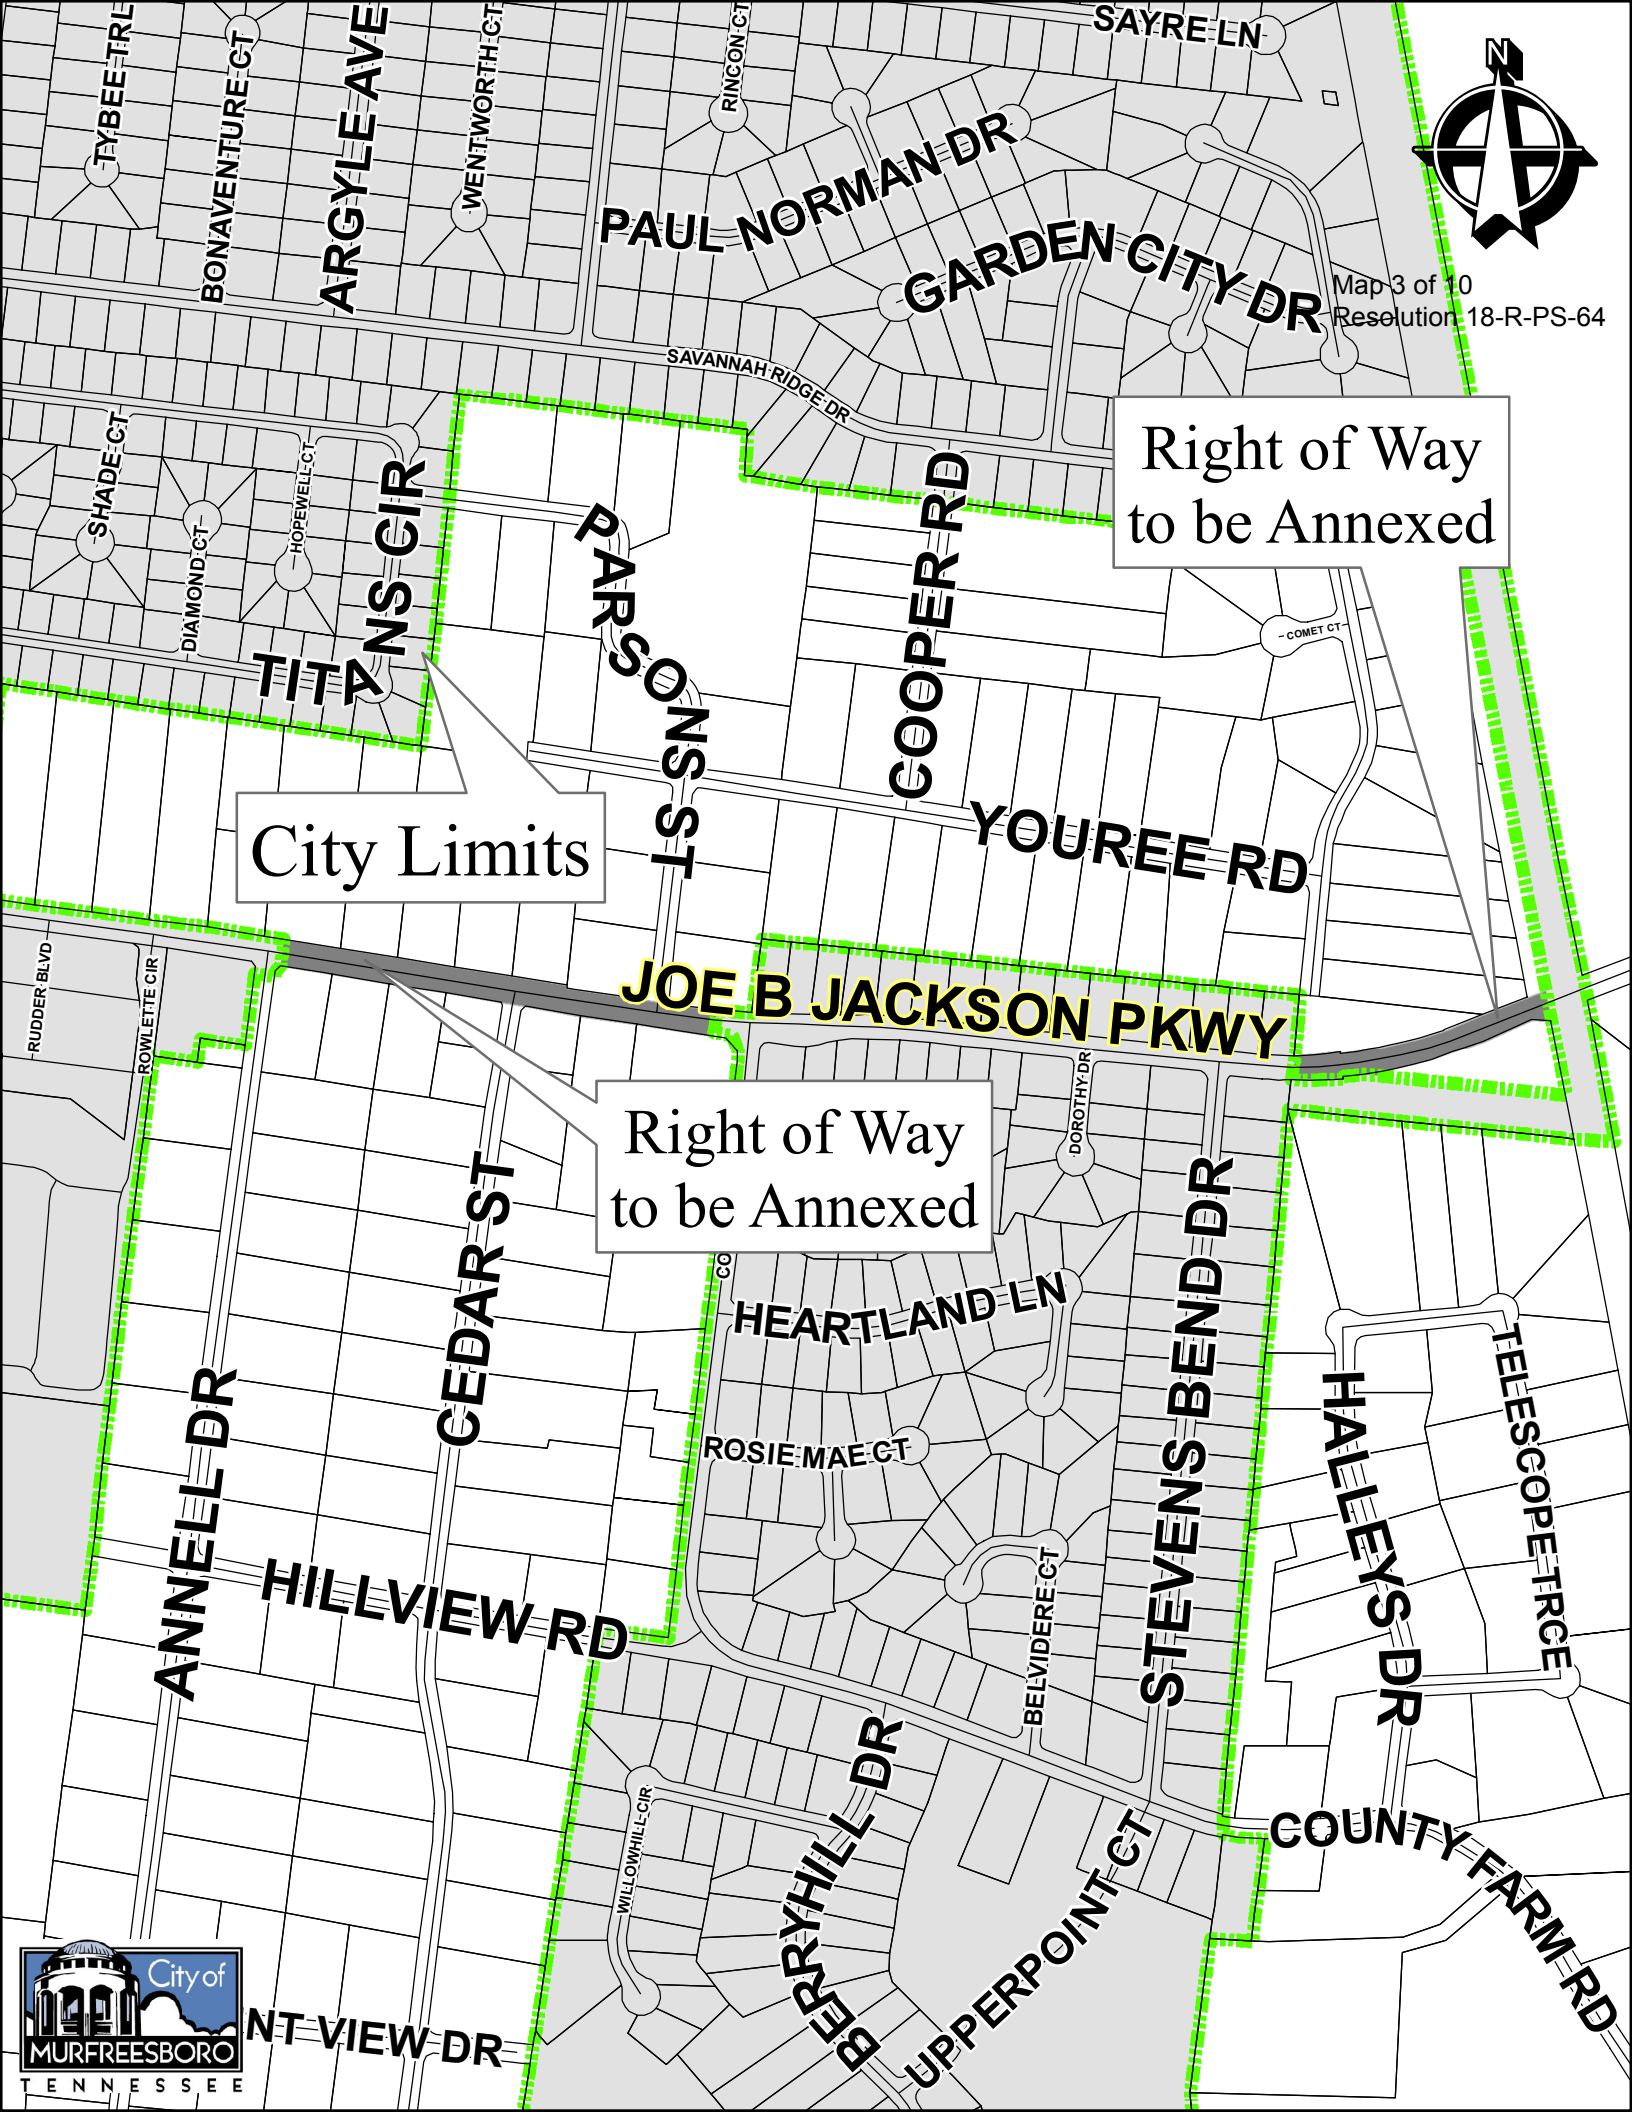 SAYRE LN
TYBEE TRL
BONAVENTURE CT
ARGYLE AVE
WENTWORTH CT
RINCON CT
N
PAUL NORMAN DR
GARDEN CITY DR
Map 3 of 10
Resolution 18-R-PS-64
SAVANNAH RIDGE DR
Right of Way
to be Annexed
SHADE CT
DIAMOND CT
HOPEWELL CT
TITANS CIR
PARSONS ST
COOPER RD
COMET CT
City Limits
YOUREE RD
RUDDER BLVD
ROWLETTE CIR
JOE B JACKSON PKWY
DOROTHY DR
Right of Way
to be Annexed
CO
CEDAR ST
HEARTLAND LN
STEVENS BEND DR
ANNELL DR
ROSIE MAE CT
HALLEYS DR
TELESCOPE TRCE
HILLVIEW RD
BELVIDERE CT
BERRYHILL DR
WILLOWHILL CIR
UPPERPOINT CT
COUNTY FARM RD
City of
MURFREESBORO
TENNESSEE
NT VIEW DR